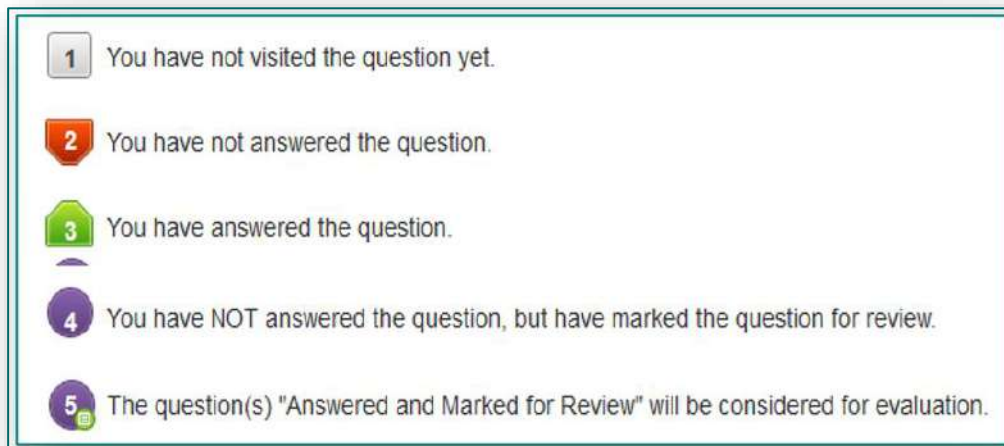 1 You have not visited the question yet.
2 You have not answered the question.
3 You have answered the question.
4 You have NOT answered the question, but have marked the question for review.
5 The question(s) "Answered and Marked for Review" will be considered for evaluation.